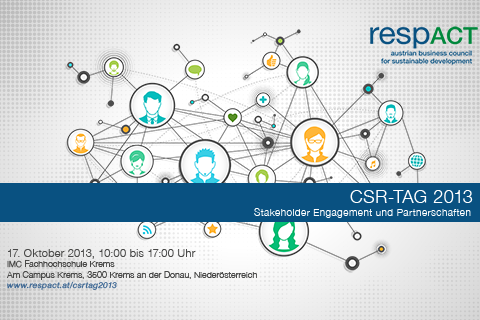 respACT
austrian business council
for sustainable development
CSR-TAG 2013
Stakeholder Engagement und Partnerschaften
17. Oktober 2013, 10:00 bis 17:00 Uhr
IMC Fachhochschule Krems
Am Campus Krems, 3500 Krems an der Donau, Niederösterreich
www.respact.at/csrtag2013